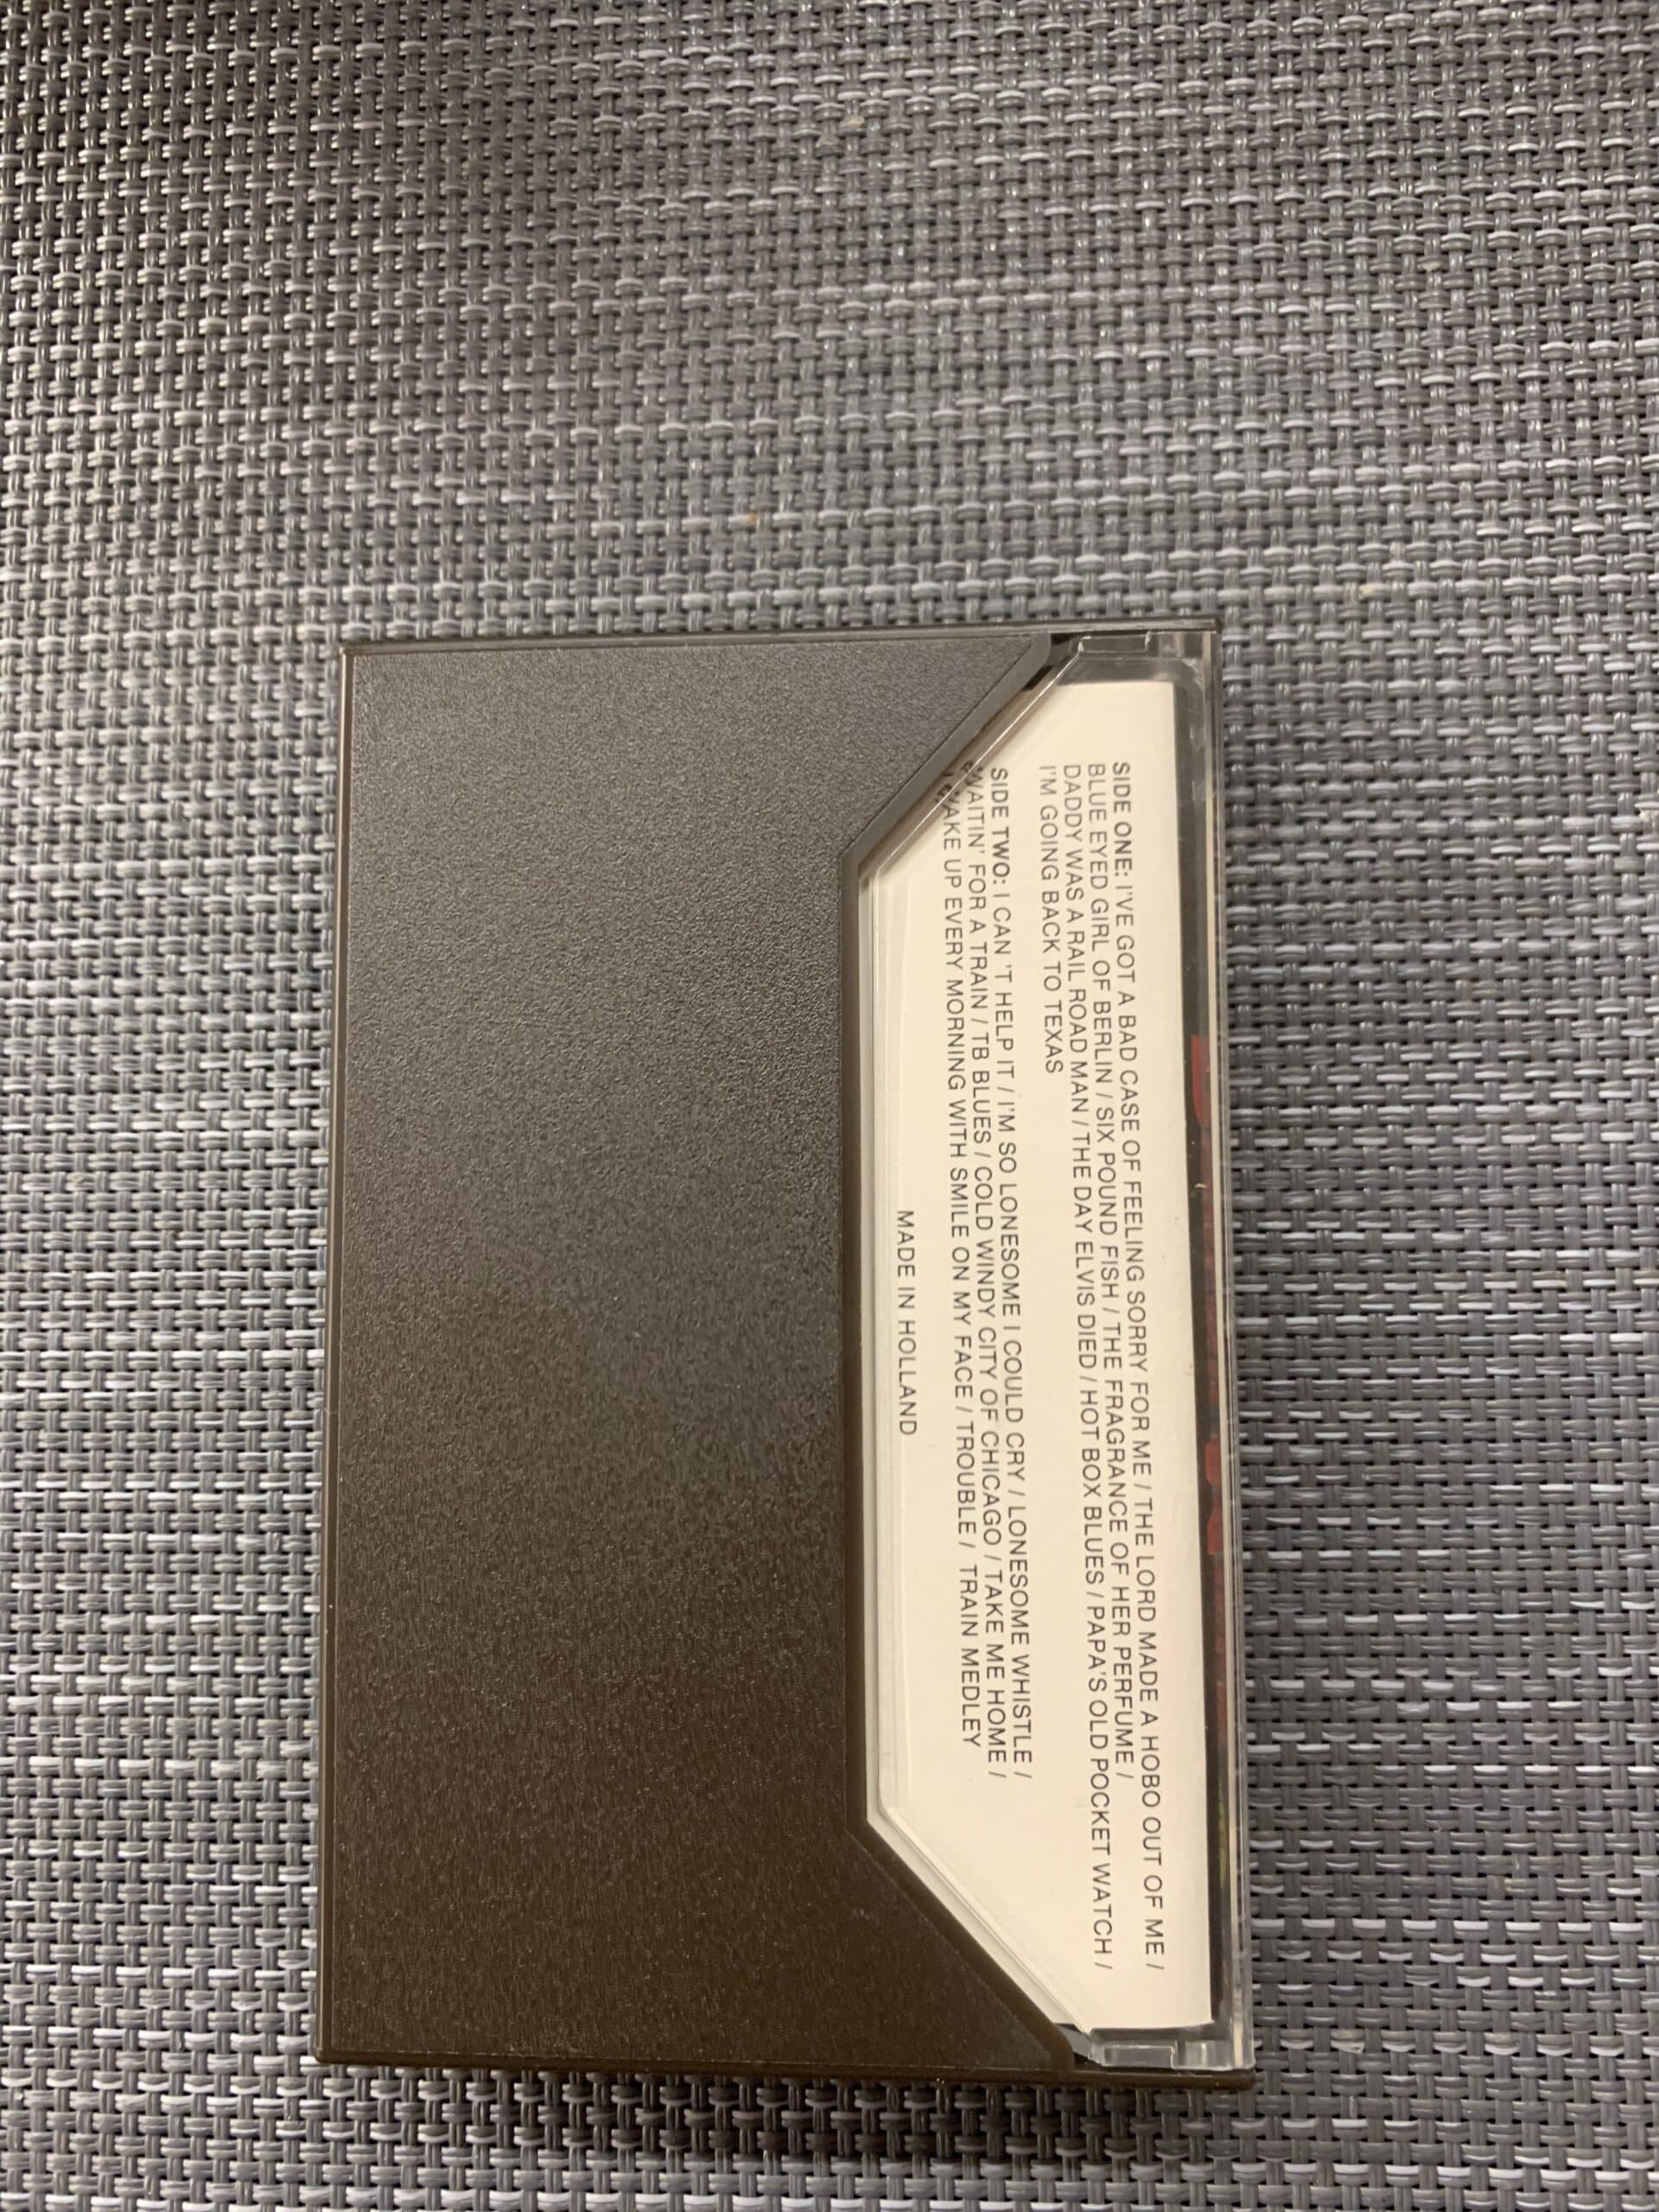 SIDE ONE: I'VE GOT A BAD CASE OF FEELING SORRY FOR ME / THE LORD MADE A HOBO OUT OF ME /
BLUE EYED GIRL OF BERLIN / SIX POUND FISH / THE FRAGRANCE OF HER PERFUME /
DADDY WAS A RAIL ROAD MAN / THE DAY ELVIS DIED / HOT BOX BLUES / PAPA'S OLD POCKET WATCH /
I'M GOING BACK TO TEXAS
SIDE TWO: I CAN 'T HELP IT / I'M SO LONESOME I COULD CRY / LONESOME WHISTLE /
WAITIN' FOR A TRAIN / TB BLUES / COLD WINDY CITY OF CHICAGO / TAKE ME HOME /
WAKE UP EVERY MORNING WITH SMILE ON MY FACE / TROUBLE / TRAIN MEDLEY
MADE IN HOLLAND